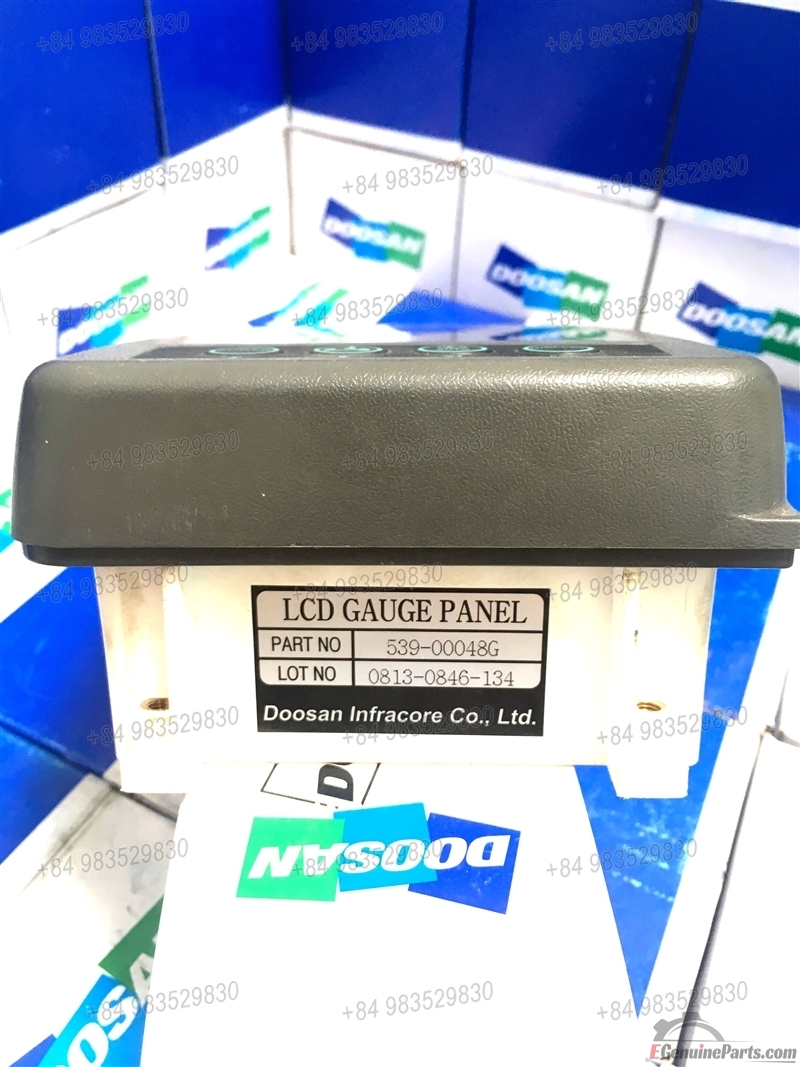 +84 983529830 +84 983529830
+84 983529830 +84 983529830 +84 983529830
DOOSAN
DOOSAN
DOOSAN
DOOSAN
+84 983529830 +84 983529830 +84 983529830
+84 983529830 +84 983529830 +84 983529830
+84 983529830 +84 983529830 +84 983529830
LCD GAUGE PANEL
PART NO 539-00048G
LOT NO 0813-0846-134
Doosan Infracore Co., Ltd.
+84 983529830 +84 983529830 +84 983529830
DOOSAN
+84 983529830 +84 983529830 +84 983529830
+84 983529830 +84 983529830 +84 983529830
EGenuineParts.com